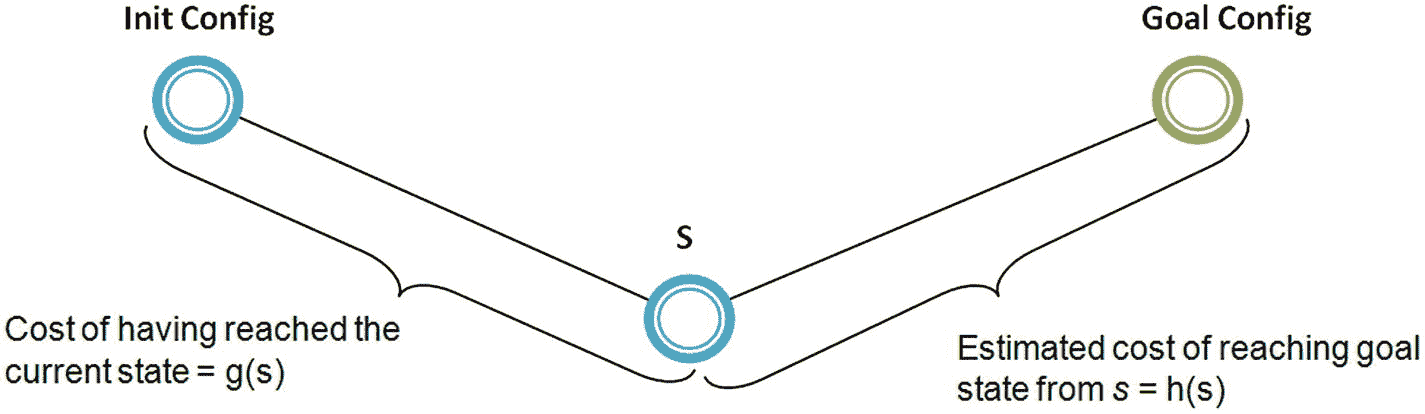 Init Config
Goal Config
S
Cost of having reached the
current state = g(s)
Estimated cost of reaching goal
state from s = h(s)